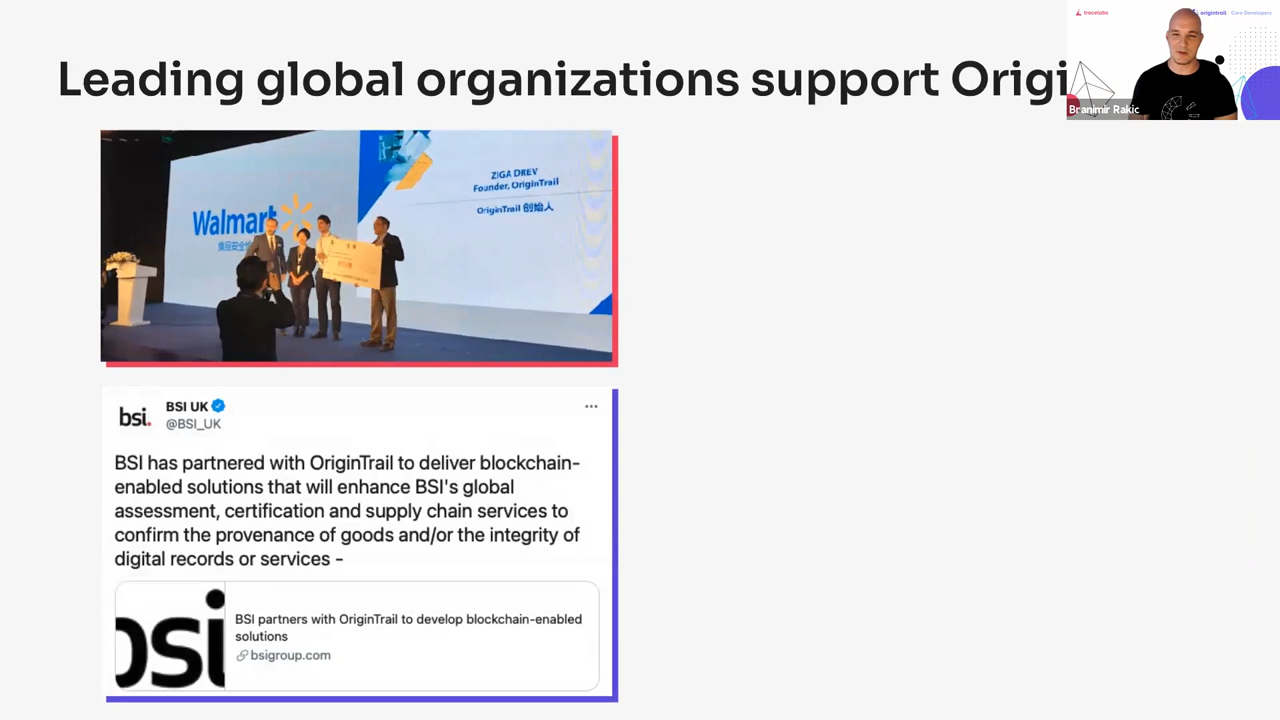 Leading global organizations support Origi
tracelabs
origintrail
Core Developers
Branimir Rakic
Walmart
ZIGA DREV
Founder, OriginTrail
OriginTrail 创始人
bsi.
BSI UK
@BSI_UK
BSI has partnered with OriginTrail to deliver blockchain-
enabled solutions that will enhance BSI's global
assessment, certification and supply chain services to
confirm the provenance of goods and/or the integrity of
digital records or services -
bsi
BSI partners with OriginTrail to develop blockchain-enabled
solutions
bsigroup.com